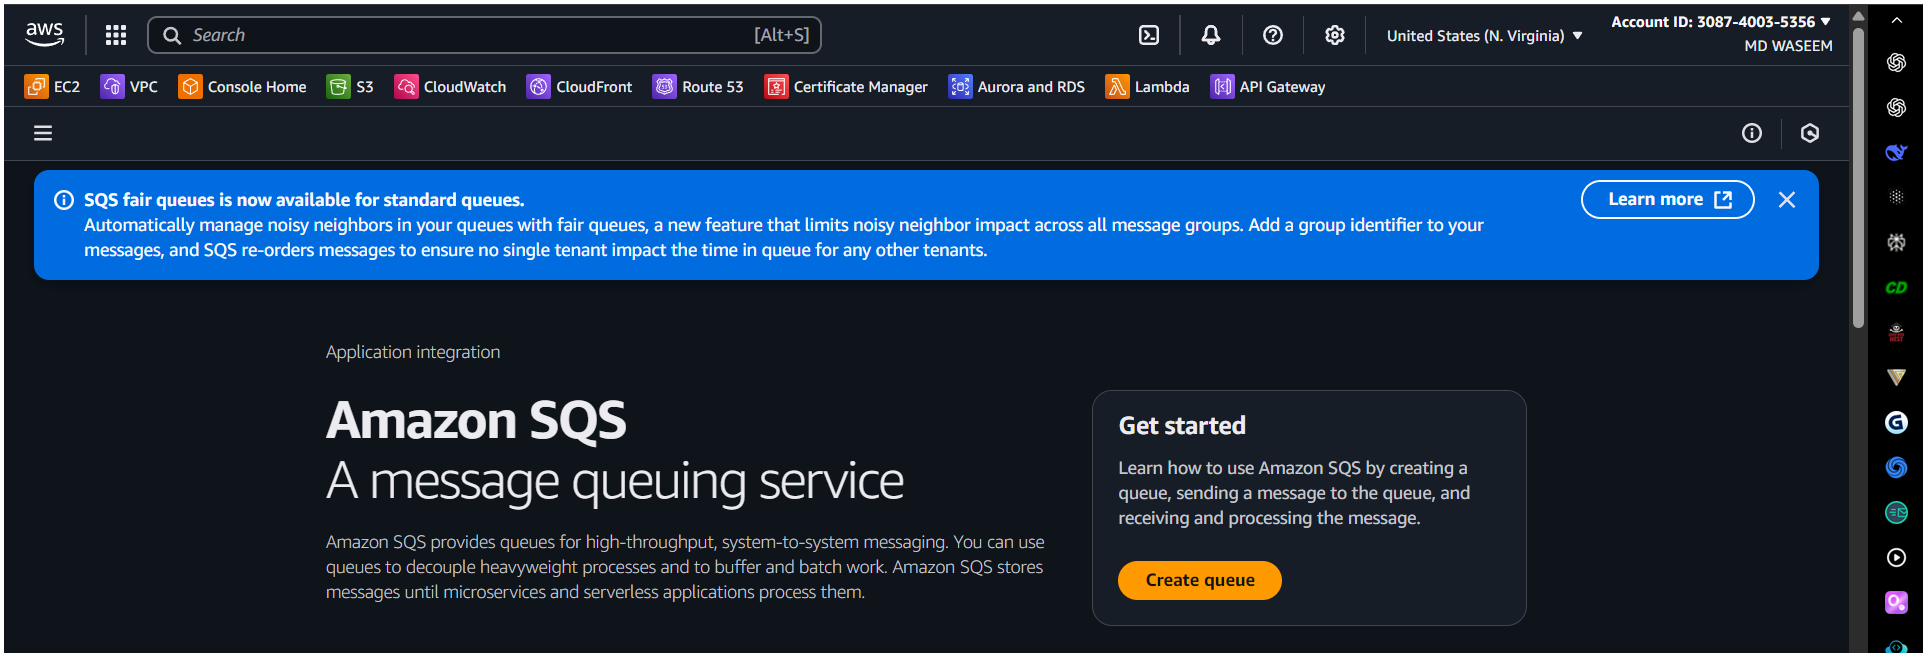 aws
Search
[Alt+S]
United States (N. Virginia) ▼
Account ID: 3087-4003-5356 ▼
MD WASEEM
EC2
VPC
Console Home
S3
CloudWatch
CloudFront
Route 53
Certificate Manager
Aurora and RDS
Lambda
API Gateway
SQS fair queues is now available for standard queues.
Automatically manage noisy neighbors in your queues with fair queues, a new feature that limits noisy neighbor impact across all message groups. Add a group identifier to your
messages, and SQS re-orders messages to ensure no single tenant impact the time in queue for any other tenants.
Learn more
Application integration
Amazon SQS
A message queuing service
Amazon SQS provides queues for high-throughput, system-to-system messaging. You can use
queues to decouple heavyweight processes and to buffer and batch work. Amazon SQS stores
messages until microservices and serverless applications process them.
Get started
Learn how to use Amazon SQS by creating a
queue, sending a message to the queue, and
receiving and processing the message.
Create queue
CD